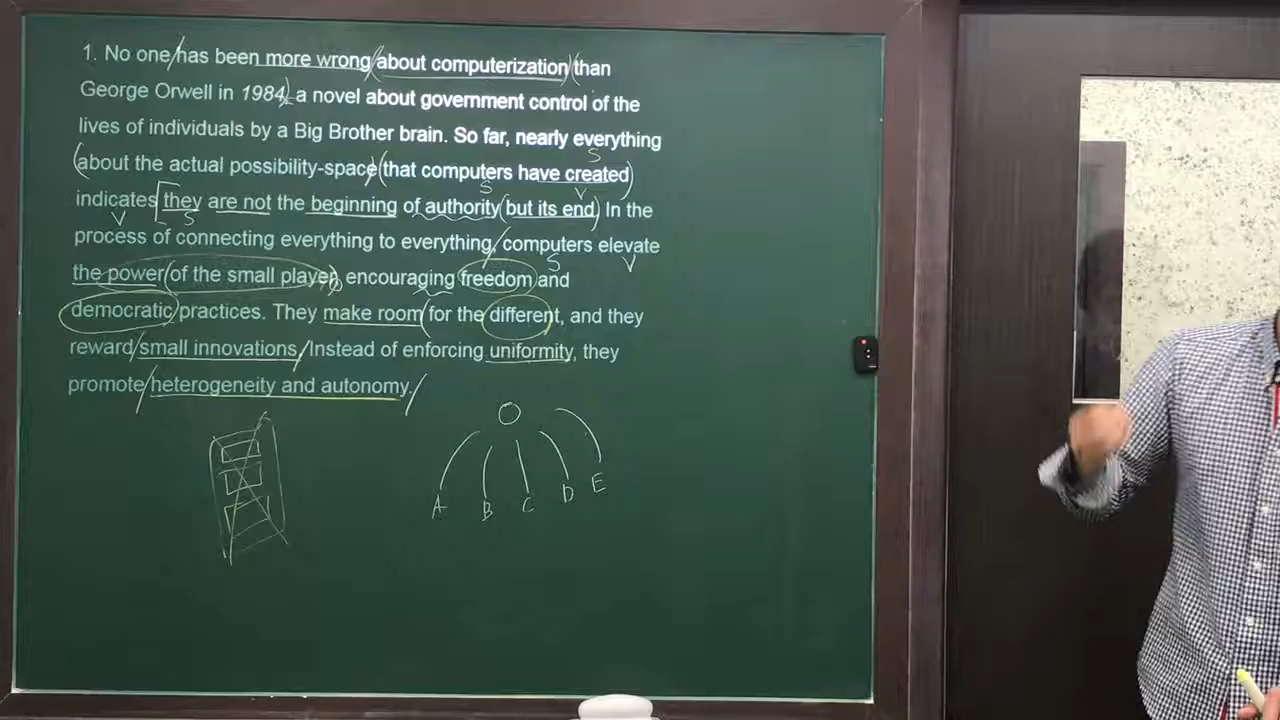 1. No one has been more wrong about computerization than
George Orwell in 1984, a novel about government control of the
lives of individuals by a Big Brother brain. So far, nearly everything
S
about the actual possibility-space that computers have created
S V
indicates they are not the beginning of authority but its end. In the
V S
process of connecting everything to everything, computers elevate
S V
the power of the small player, encouraging freedom and
democratic practices. They make room for the different, and they
reward small innovations. Instead of enforcing uniformity, they
promote heterogeneity and autonomy.
A B C D E